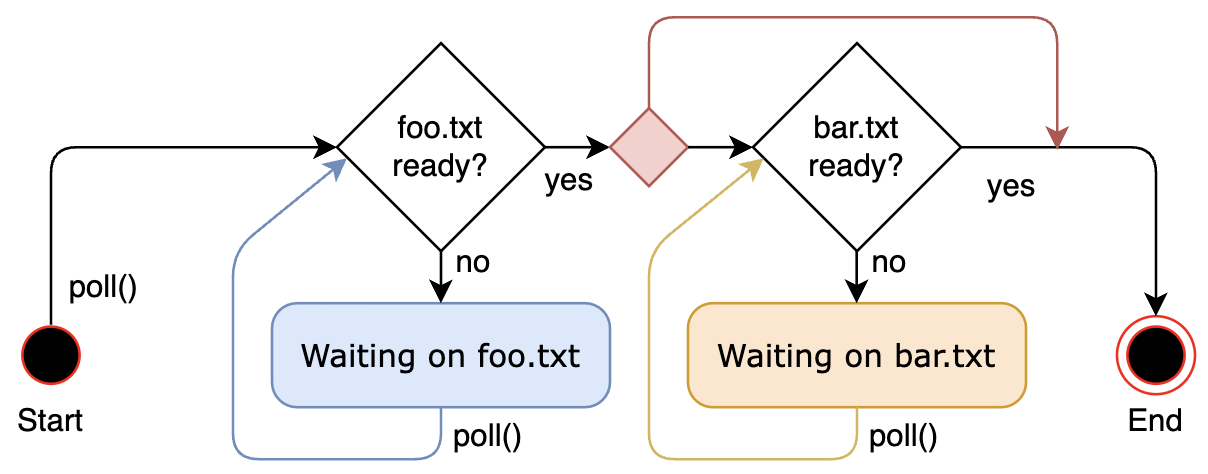 foo.txt
ready?
yes
bar.txt
ready?
yes
no
no
poll()
Waiting on foo.txt
Waiting on bar.txt
Start
End
poll()
poll()